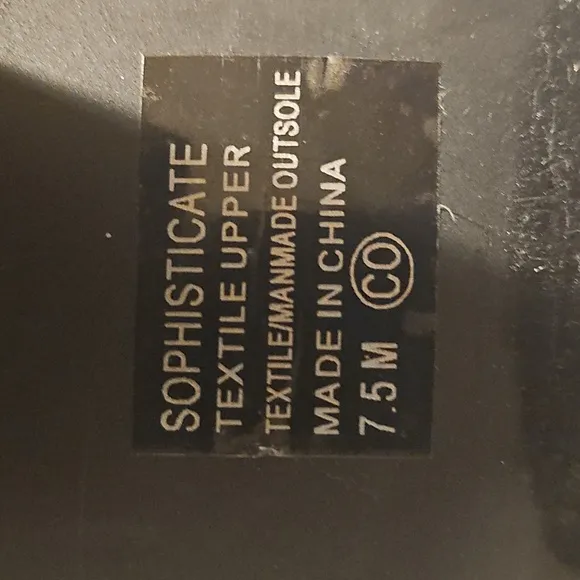 SOPHISTICATE
TEXTILE UPPER
TEXTILE/MANMADE OUTSOLE
MADE IN CHINA
7.5 M CO